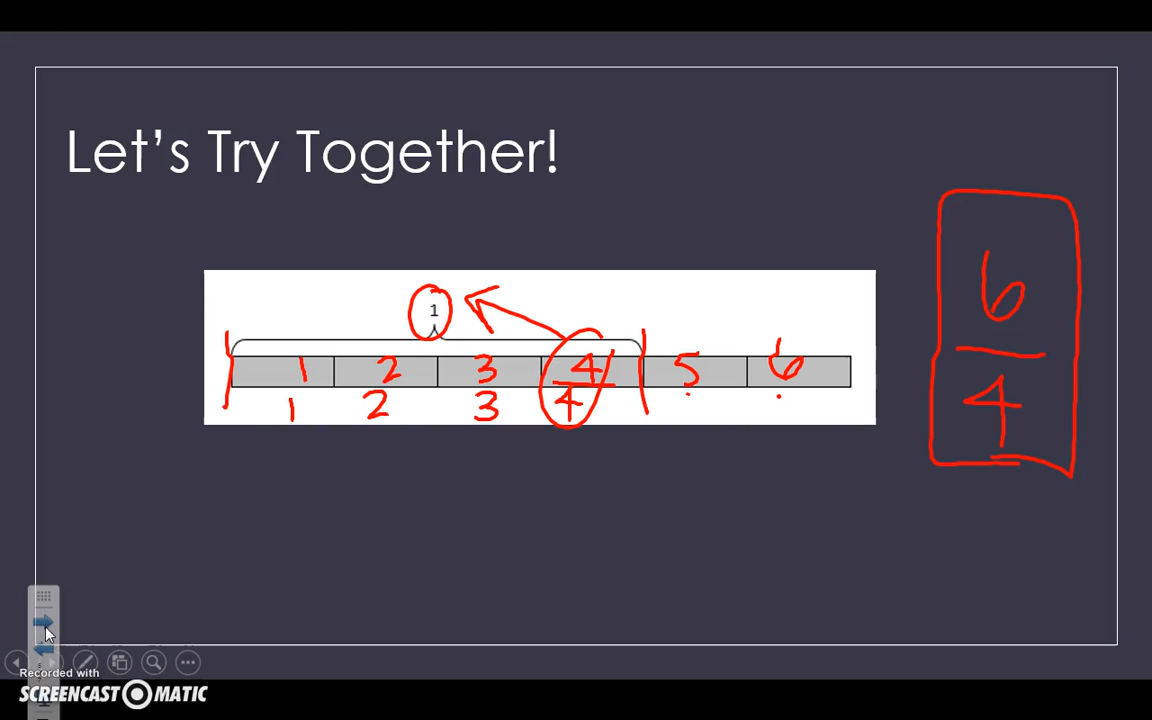 Let's Try Together!
1
1 2 3 4 5 6
1 2 3 4
6
4
Recorded with
SCREENCAST MATIC